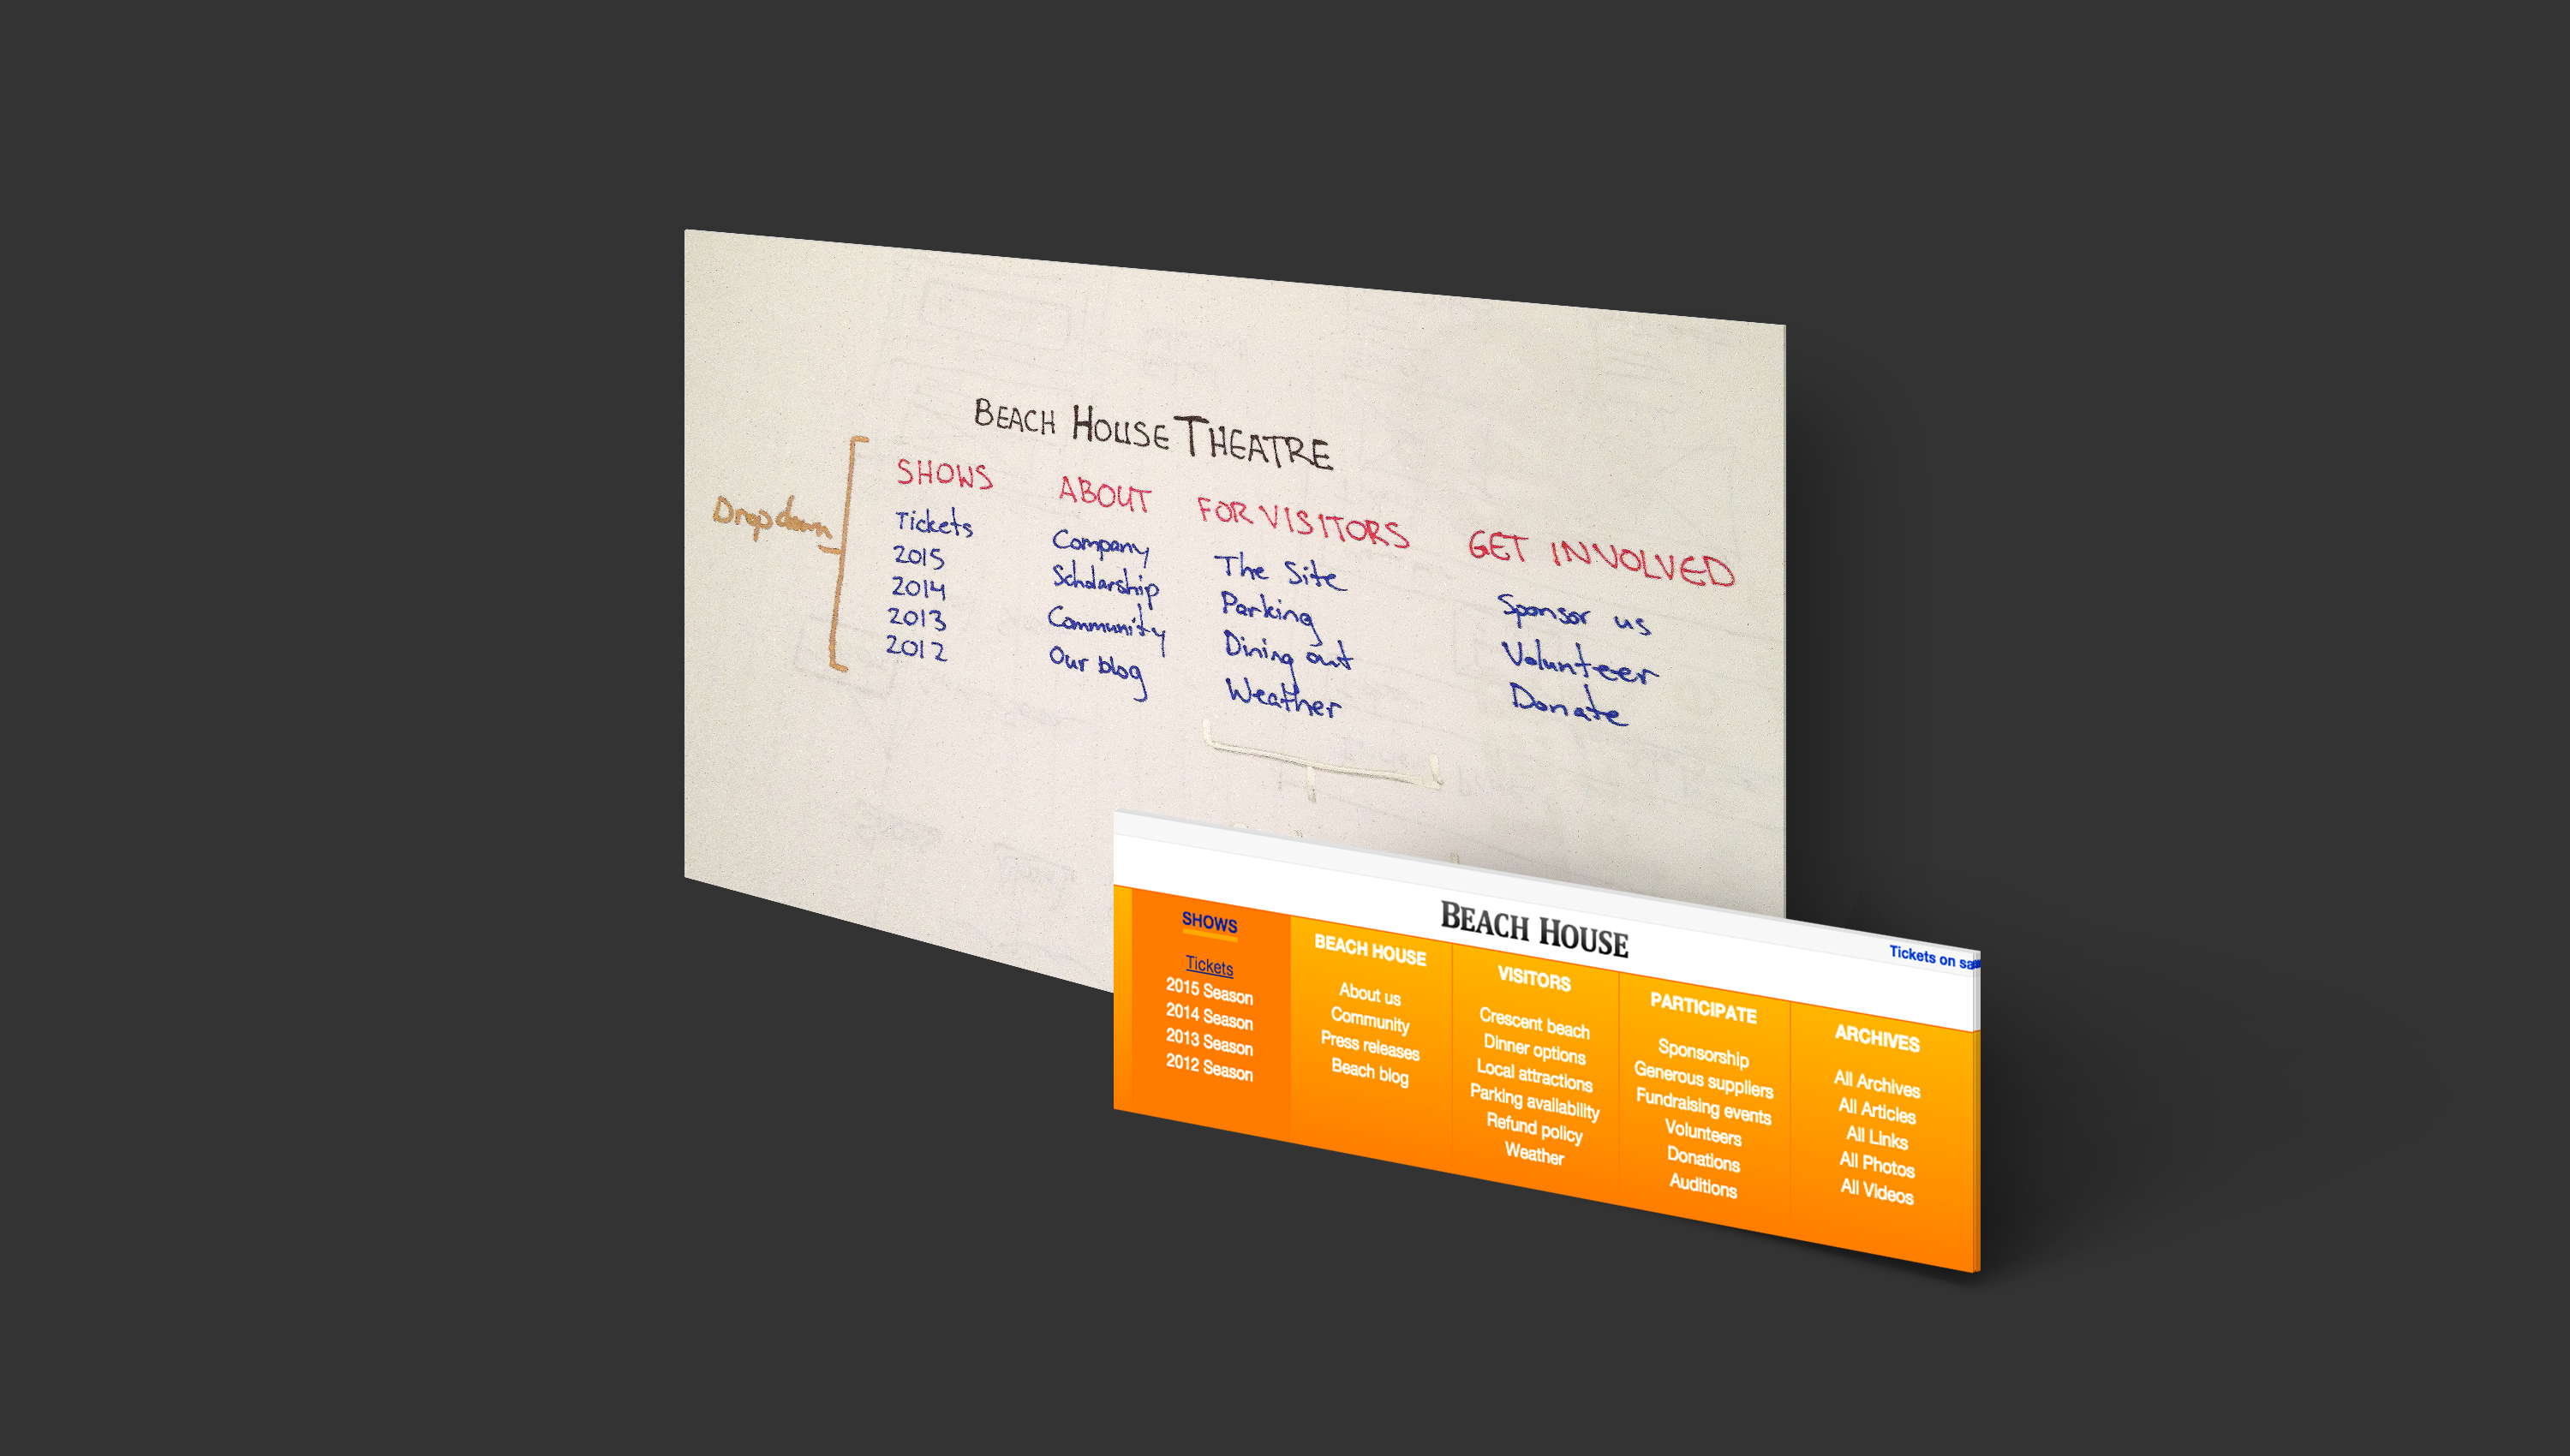 BEACH HOUSE THEATRE
Dropdown
SHOWS
Tickets
2015
2014
2013
2012
ABOUT
Company
Scholarship
Community
Our blog
FOR VISITORS
The Site
Parking
Dining out
Weather
GET INVOLVED
Sponsor us
Volunteer
Donate
BEACH HOUSE
Tickets on
SHOWS
Tickets
2015 Season
2014 Season
2013 Season
2012 Season
BEACH HOUSE
About us
Community
Press releases
Beach blog
VISITORS
Crescent beach
Dinner options
Local attractions
Parking availability
Refund policy
Weather
PARTICIPATE
Sponsorship
Generous suppliers
Fundraising events
Volunteers
Donations
Auditions
ARCHIVES
All Archives
All Articles
All Links
All Photos
All Videos